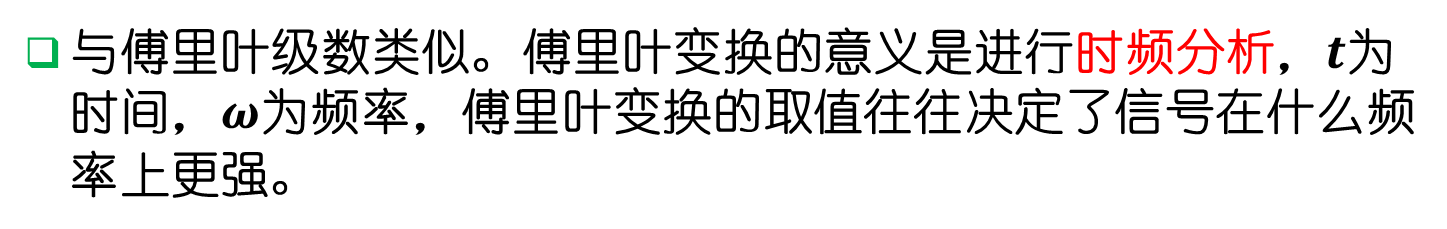 与傅里叶级数类似。傅里叶变换的意义是进行时频分析，t为
时间，ω为频率，傅里叶变换的取值往往决定了信号在什么频
率上更强。